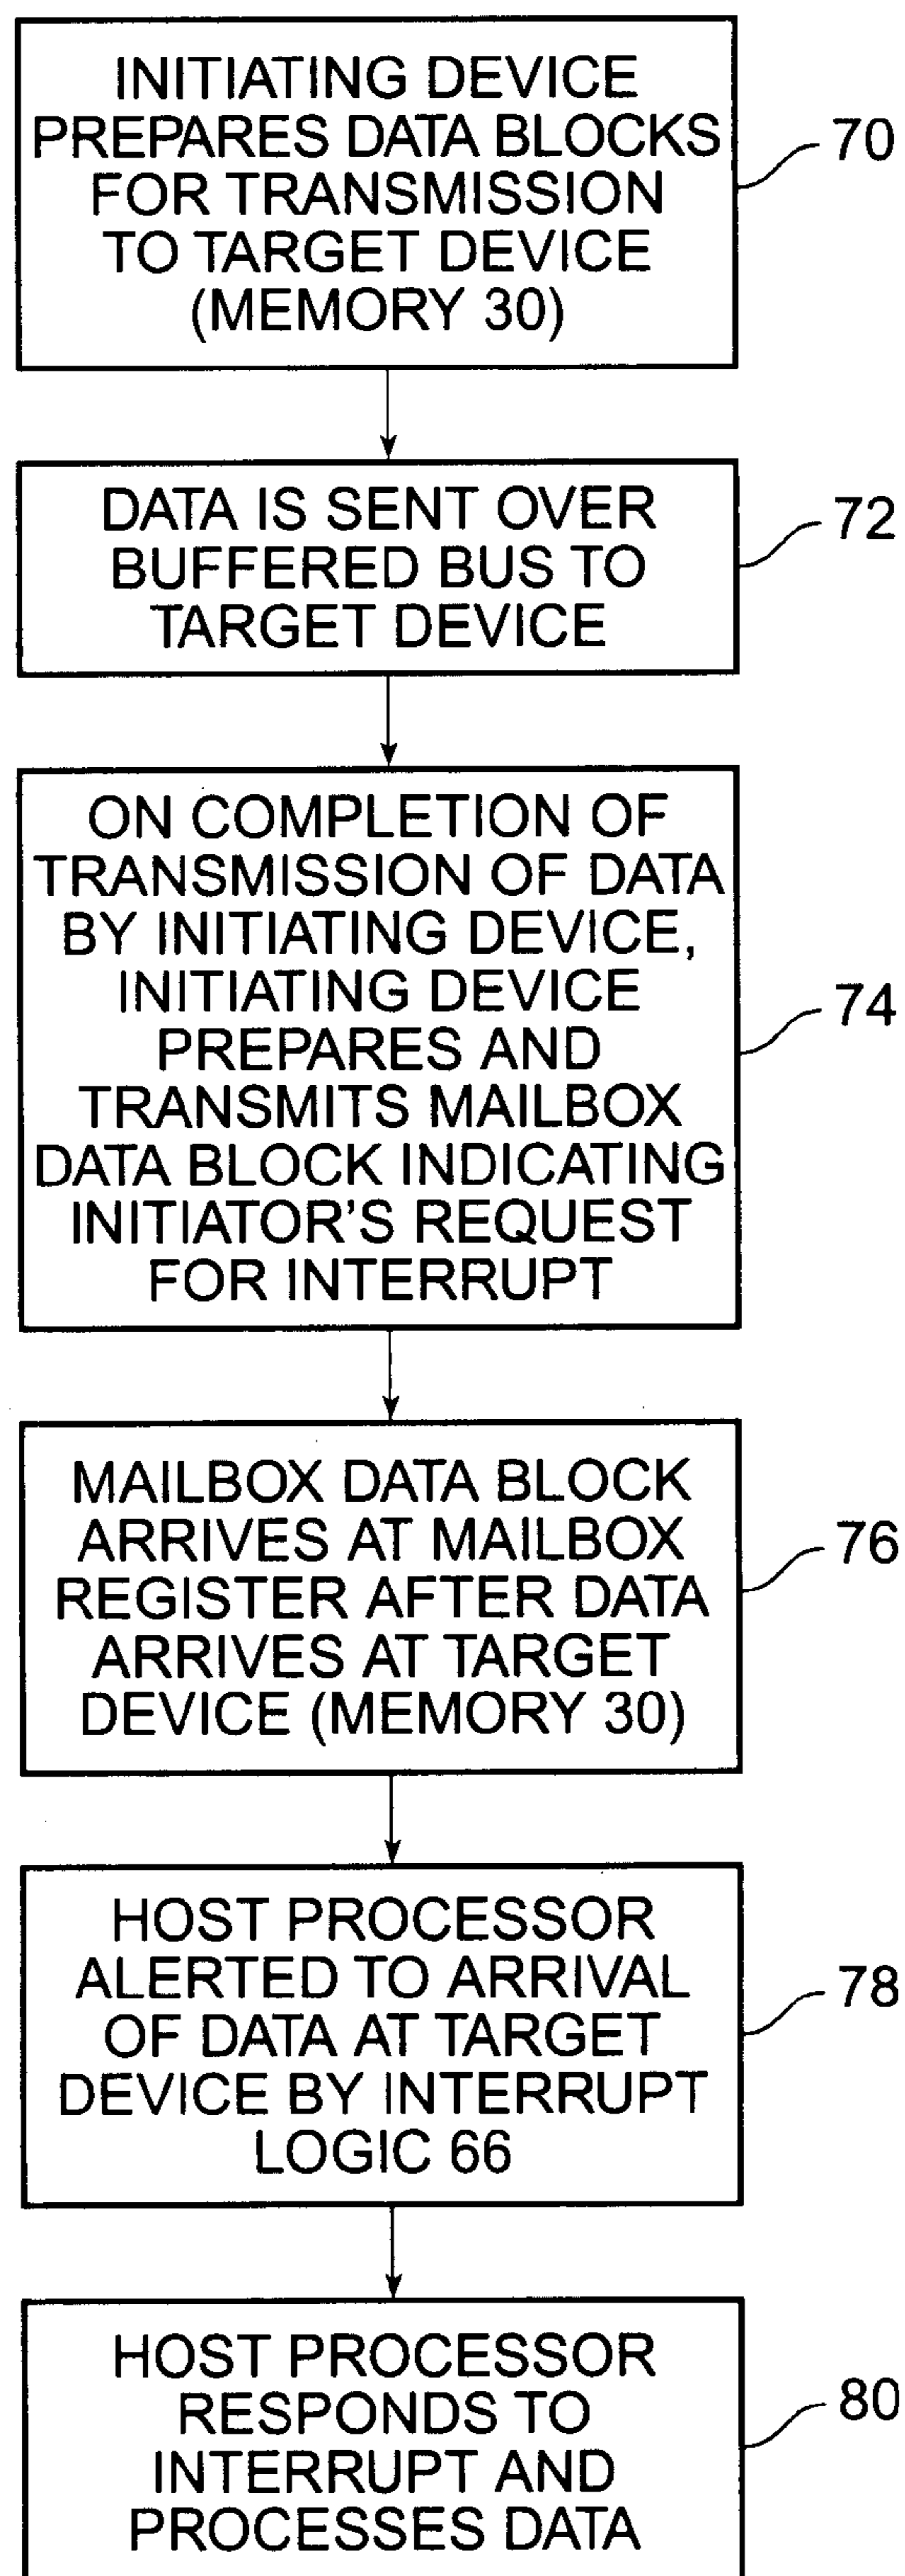 INITIATING DEVICE
PREPARES DATA BLOCKS
FOR TRANSMISSION
TO TARGET DEVICE
(MEMORY 30)
70
DATA IS SENT OVER
BUFFERED BUS TO
TARGET DEVICE
72
ON COMPLETION OF
TRANSMISSION OF DATA
BY INITIATING DEVICE,
INITIATING DEVICE
PREPARES AND
TRANSMITS MAILBOX
DATA BLOCK INDICATING
INITIATOR'S REQUEST
FOR INTERRUPT
74
MAILBOX DATA BLOCK
ARRIVES AT MAILBOX
REGISTER AFTER DATA
ARRIVES AT TARGET
DEVICE (MEMORY 30)
76
HOST PROCESSOR
ALERTED TO ARRIVAL
OF DATA AT TARGET
DEVICE BY INTERRUPT
LOGIC 66
78
HOST PROCESSOR
RESPONDS TO
INTERRUPT AND
PROCESSES DATA
80